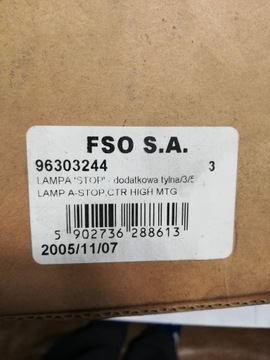 FSO S.A.
96303244 3
LAMPA 'STOP' - dodatkowa tylna/3/5
LAMP A-STOP,CTR HIGH MTG
5 902736 288613
2005/11/07